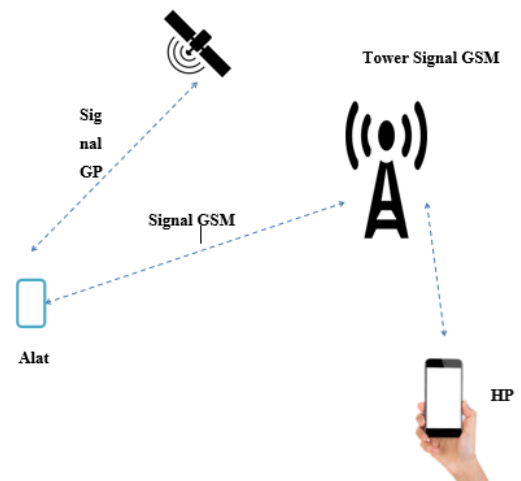 Tower Signal GSM
Sig
nal
GP
Signal GSM
Alat
HP